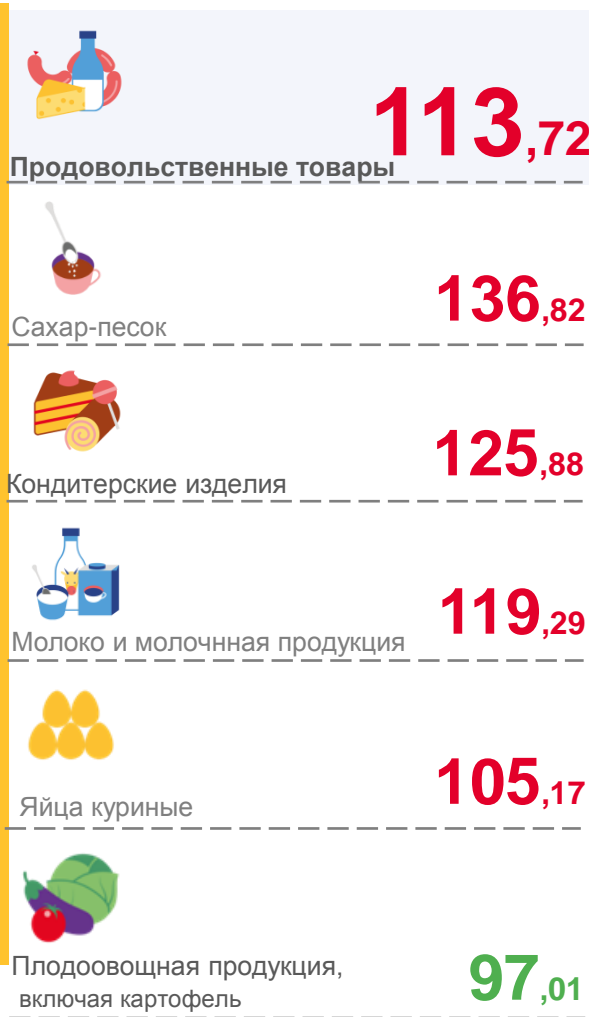 113,72
Продовольственные товары
136,82
Сахар-песок
125,88
Кондитерские изделия
119,29
Молоко и молочнная продукция
105,17
Яйца куриные
Плодоовощная продукция,
включая картофель
97,01